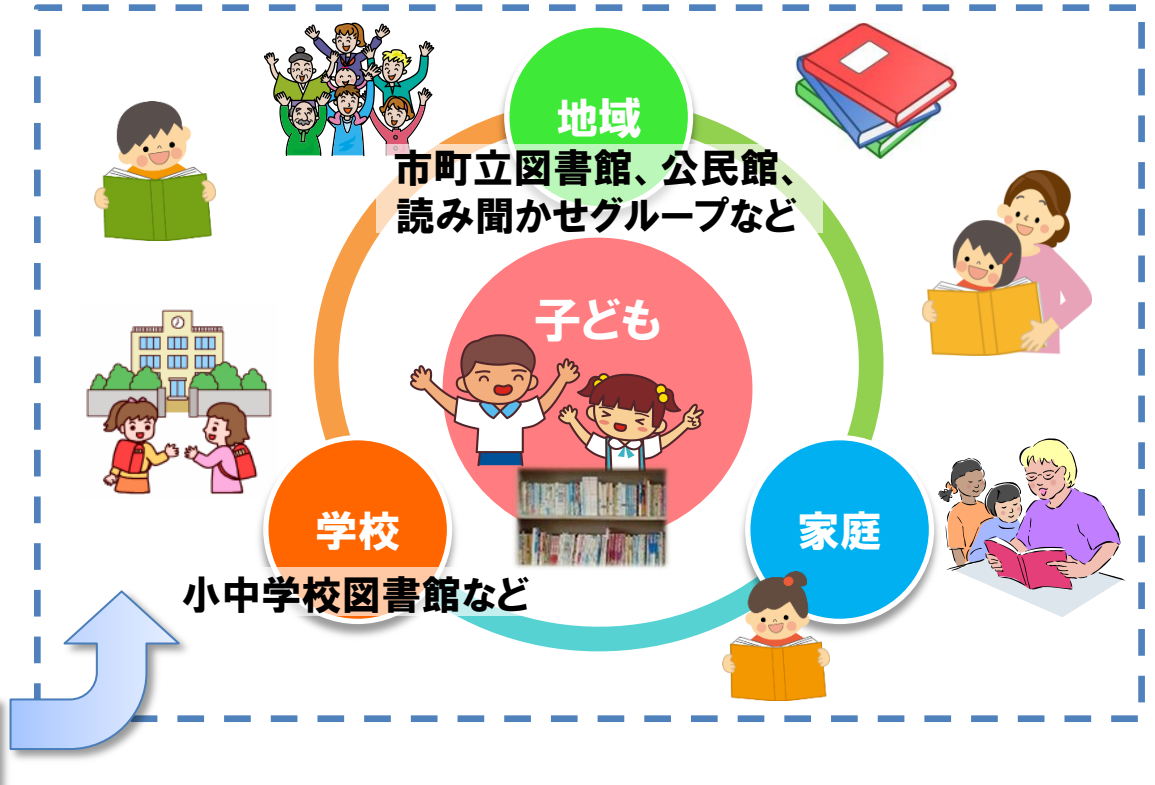 地域
市町立図書館、公民館、
読み聞かせグループなど
子ども
学校
家庭
小中学校図書館など